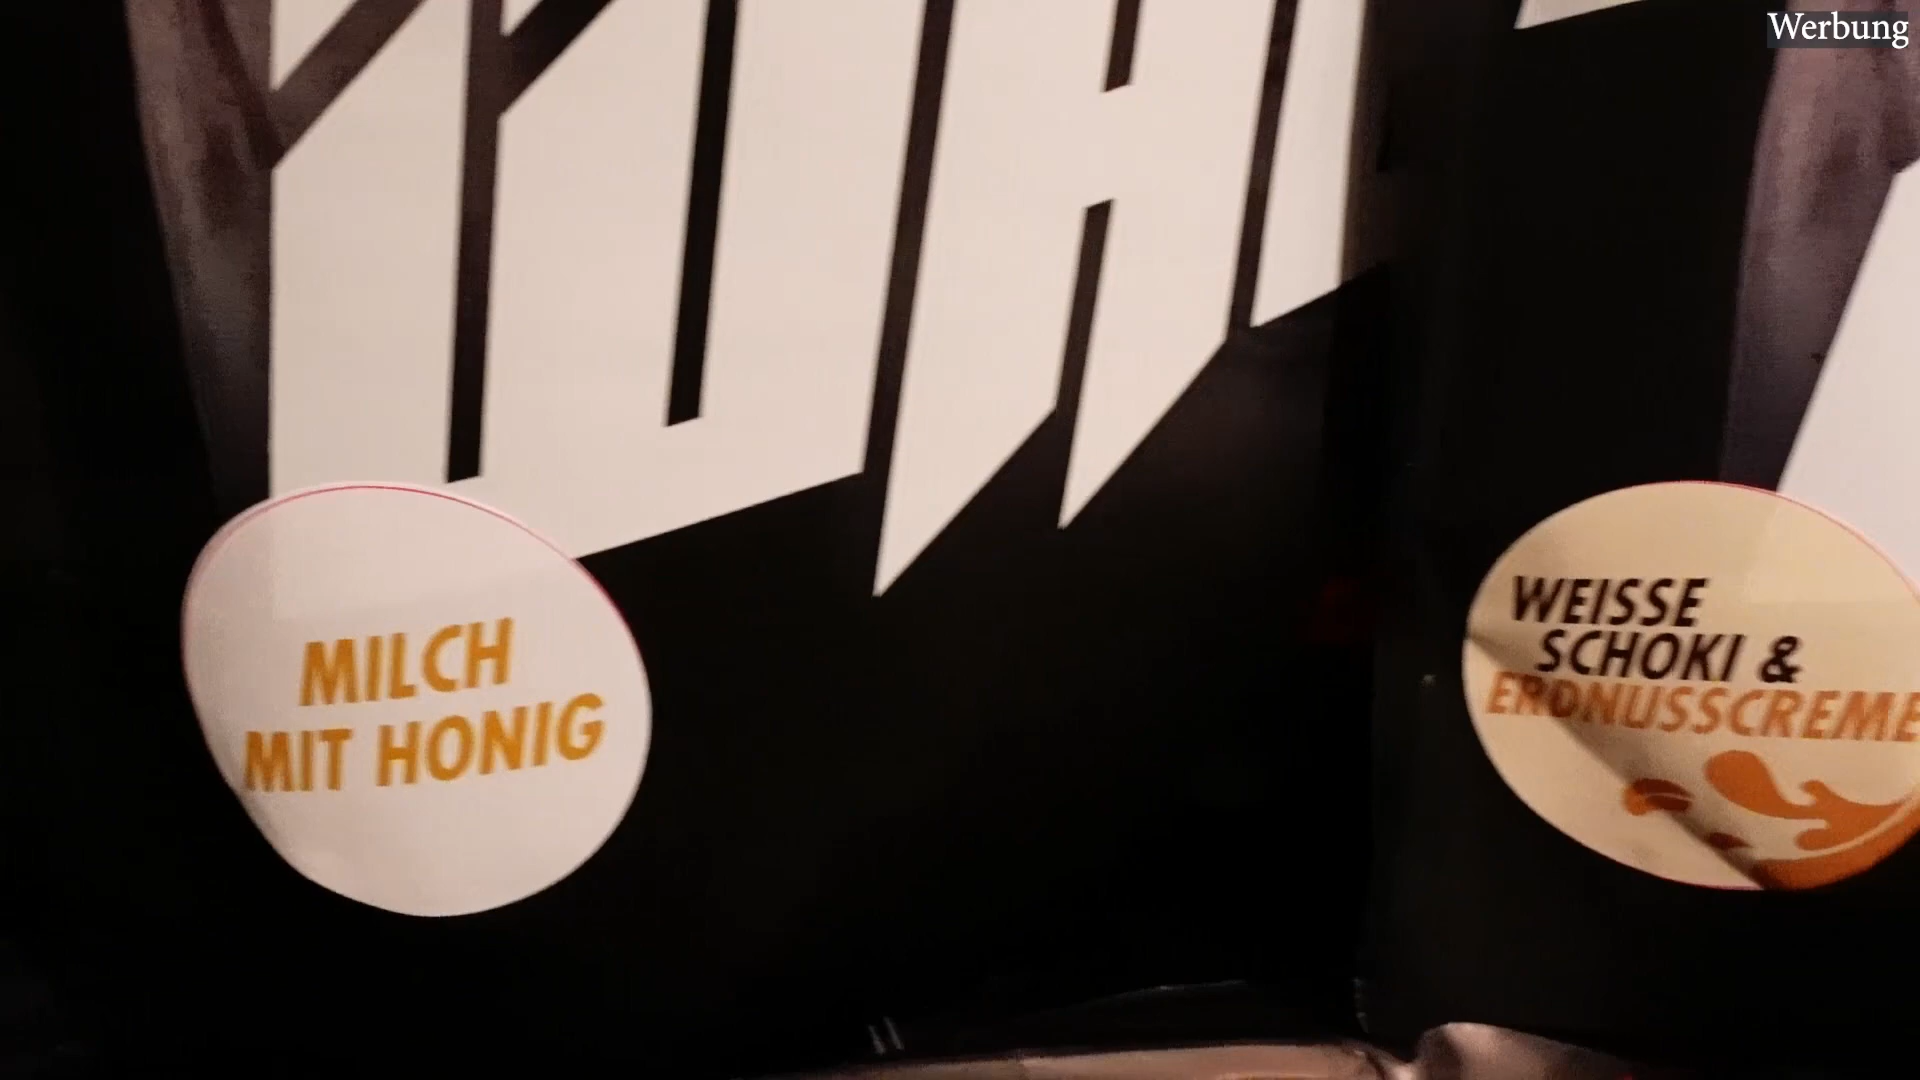 Werbung
MILCH
MIT HONIG
WEISSE
SCHOKI &
ERDNUSSCREME